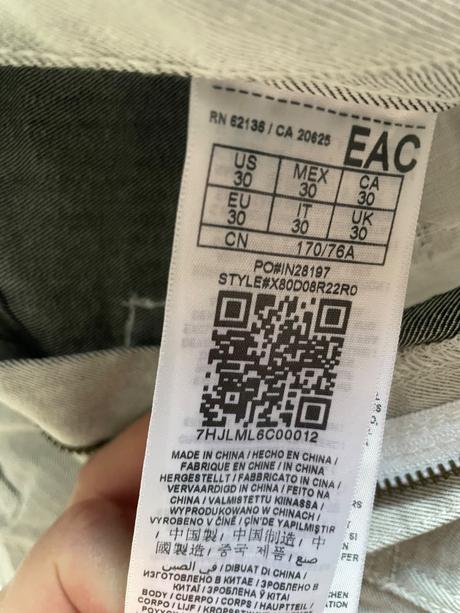 RN 62136 / CA 20625
EAC
US 30 MEX 30 CA 30
EU 30 IT 30 UK 30
CN 170/76A
PO#IN28197
STYLE#X80D08R22R0
7HJLML6C00012
MADE IN CHINA / HECHO EN CHINA /
FABRIQUE EN CHINE / IN CHINA
HERGESTELLT / FABBRICATO IN CINA /
VERVAARDIGD IN CHINA / FEITO NA
CHINA / VALMISTETTU KIINASSA /
WYPRODUKOWANO W CHINACH /
VYROBENO V ČÍNĚ / ÇİN'DE YAPILMIŞTIR
/ 中国製 / 中国制造 / 中
國製造 / 중국 제품 / صنع
في الصين / DIBUAT DI CHINA /
ИЗГОТОВЛЕНО В КИТАЕ / ЗРОБЛЕНО В
КИТАЇ / ҚЫТАЙ
BODY / CUERPO / CORPS / HAUPTTEIL /
CORPO / LIJF /